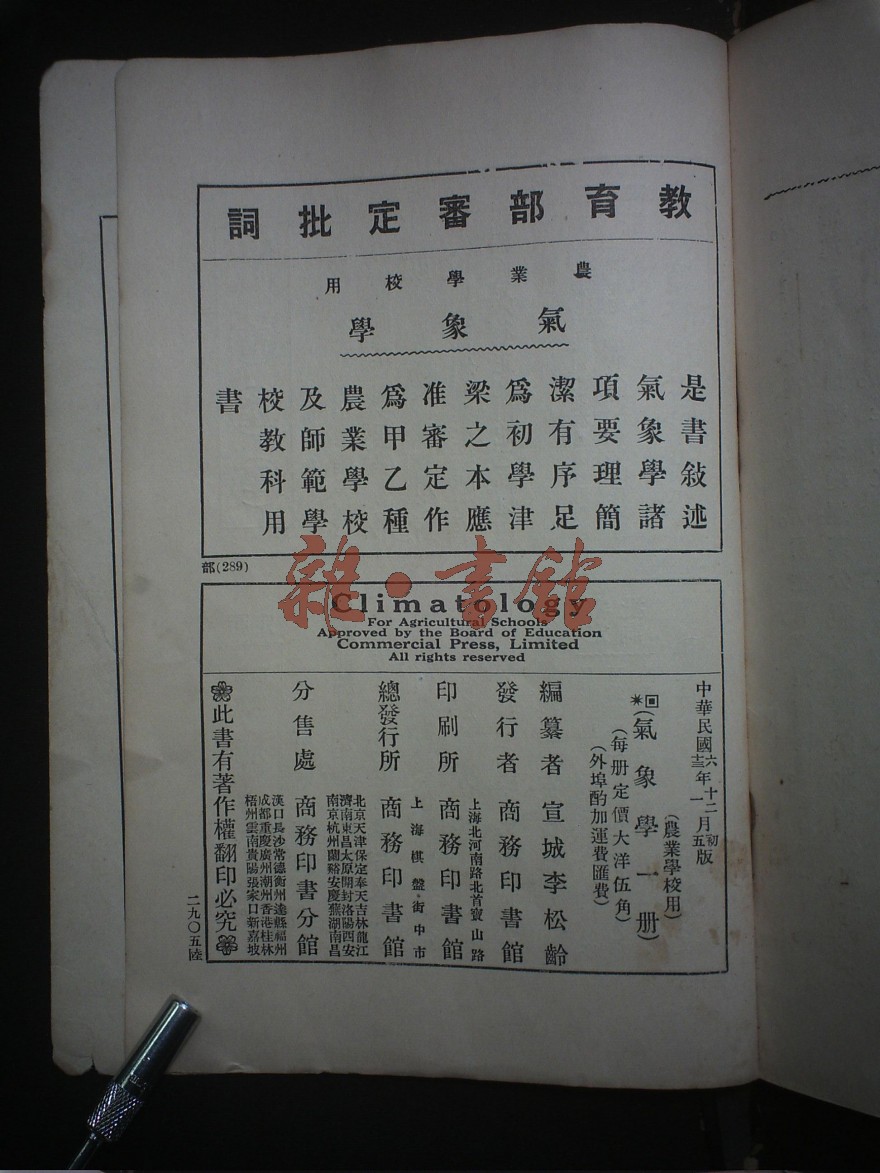 教育部審定批詞
農業學校用
氣象學
是書敍述
氣象學諸
項要理簡
潔有序足
爲初學津
梁之本應
准審定作
爲甲乙種
農業學校
及師範學
校教科用
書
部(289)
雜·書館
Climatology
For Agricultural Schools
Approved by the Board of Education
Commercial Press, Limited
All rights reserved
中華民國六年十二月初版
十三 一 五
(農業學校用)
(氣象學一册)
(每册定價大洋伍角)
(外埠酌加運費匯費)
編纂者 宣城李松齡
發行者 商務印書館
上海北河南路北首寶山路
印刷所 商務印書館
上海棋盤街中市
總發行所 商務印書館
北京天津保定奉天吉林龍江
濟南東昌太原開封洛陽西安
南京杭州蘭谿安慶蕪湖南昌
分售處 商務印書分館
漢口長沙常德衡州達縣福州
成都重慶廣州潮州香港桂林
梧州雲南貴陽張家口新嘉坡
此書有著作權翻印必究
二九〇五陸